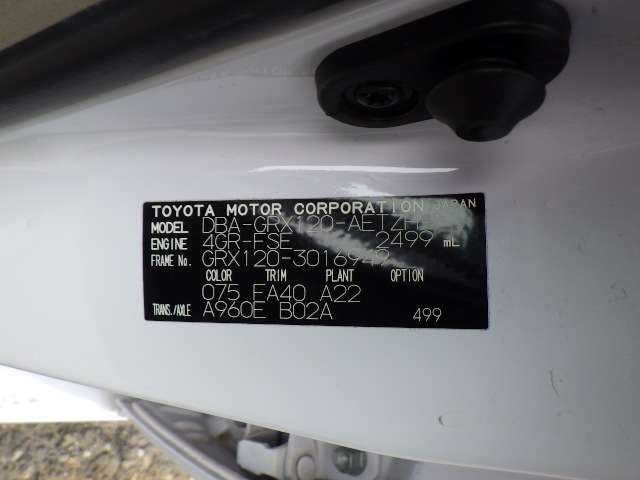 TOYOTA MOTOR CORPORATION JAPAN
MODEL DBA-GRX120-AETZH
ENGINE 4GR-FSE 2499 mL
FRAME No. GRX120-3016949
COLOR TRIM PLANT OPTION
075 FA40 A22
TRANS./AXLE A960E B02A 499